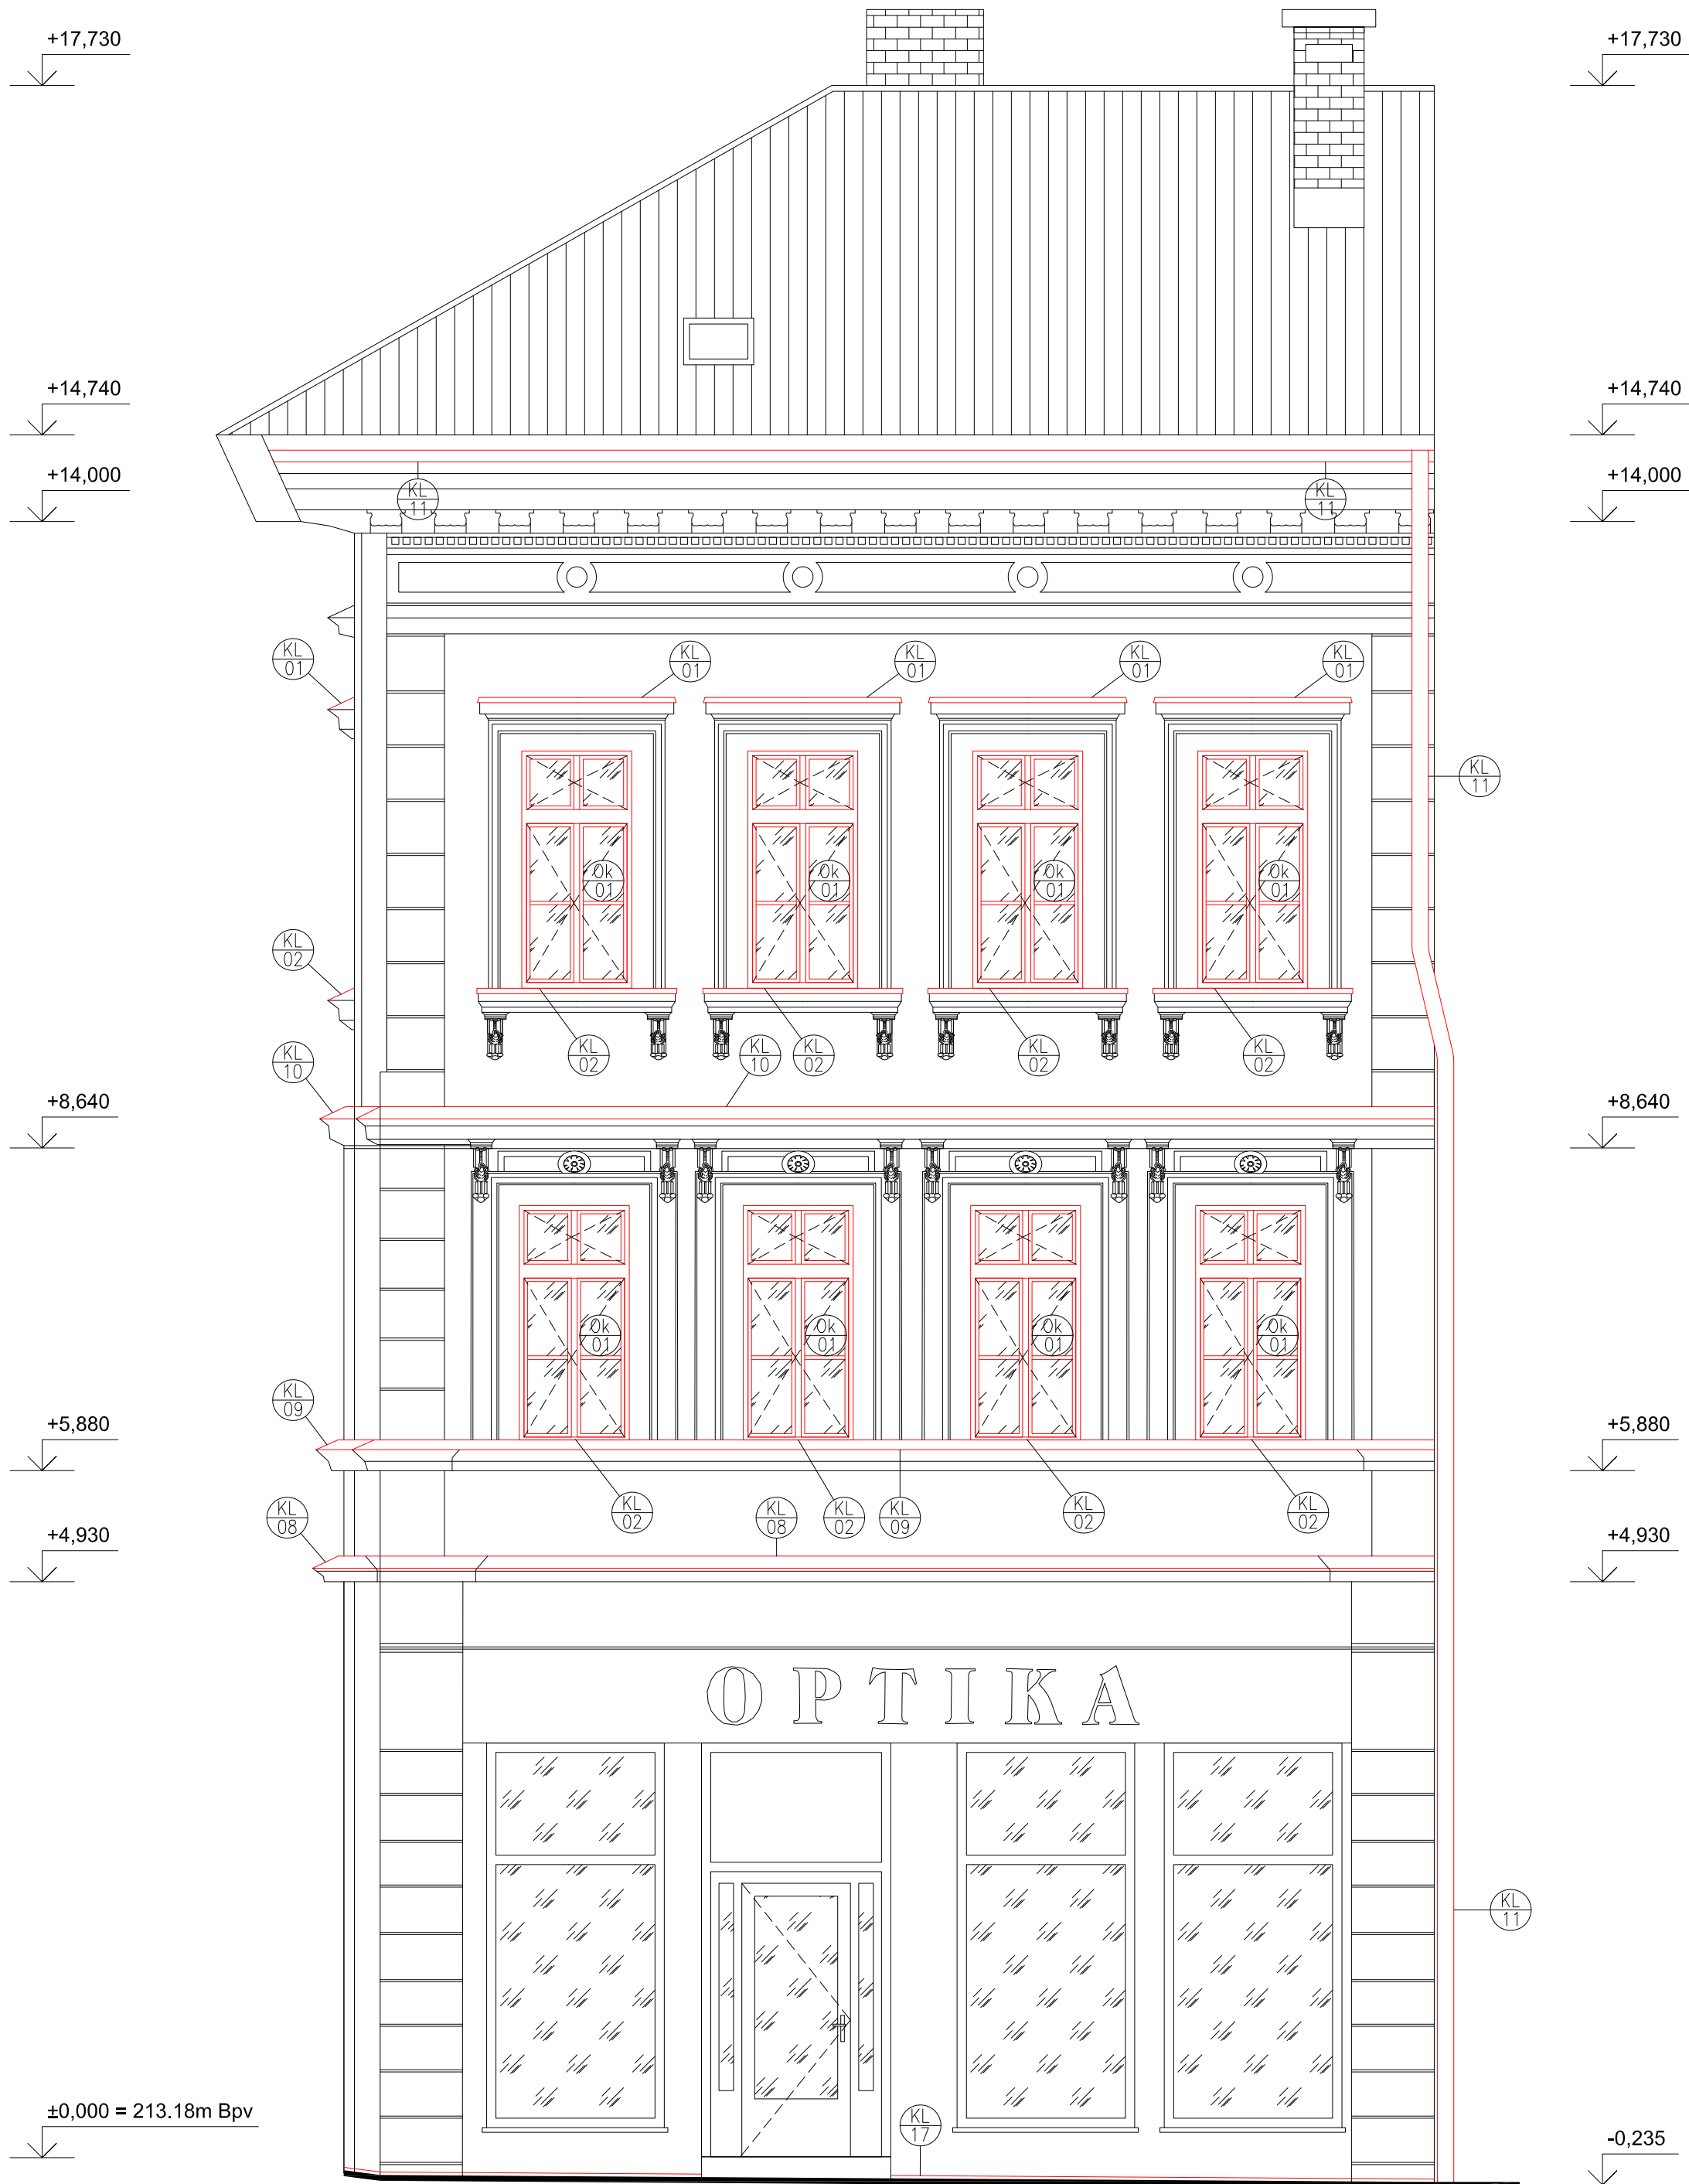 +17,730
+17,730
+14,740
+14,740
+14,000
+14,000
KL
11
KL
11
KL
01
KL
01
KL
01
KL
01
KL
01
KL
11
Ok
01
Ok
01
Ok
01
Ok
01
KL
02
KL
02
KL
10
KL
02
KL
02
KL
02
KL
10
+8,640
+8,640
Ok
01
Ok
01
Ok
01
Ok
01
KL
09
+5,880
+5,880
KL
08
KL
02
KL
08
KL
02
KL
09
KL
02
KL
02
+4,930
+4,930
OPTIKA
KL
11
±0,000 = 213.18m Bpv
KL
17
-0,235